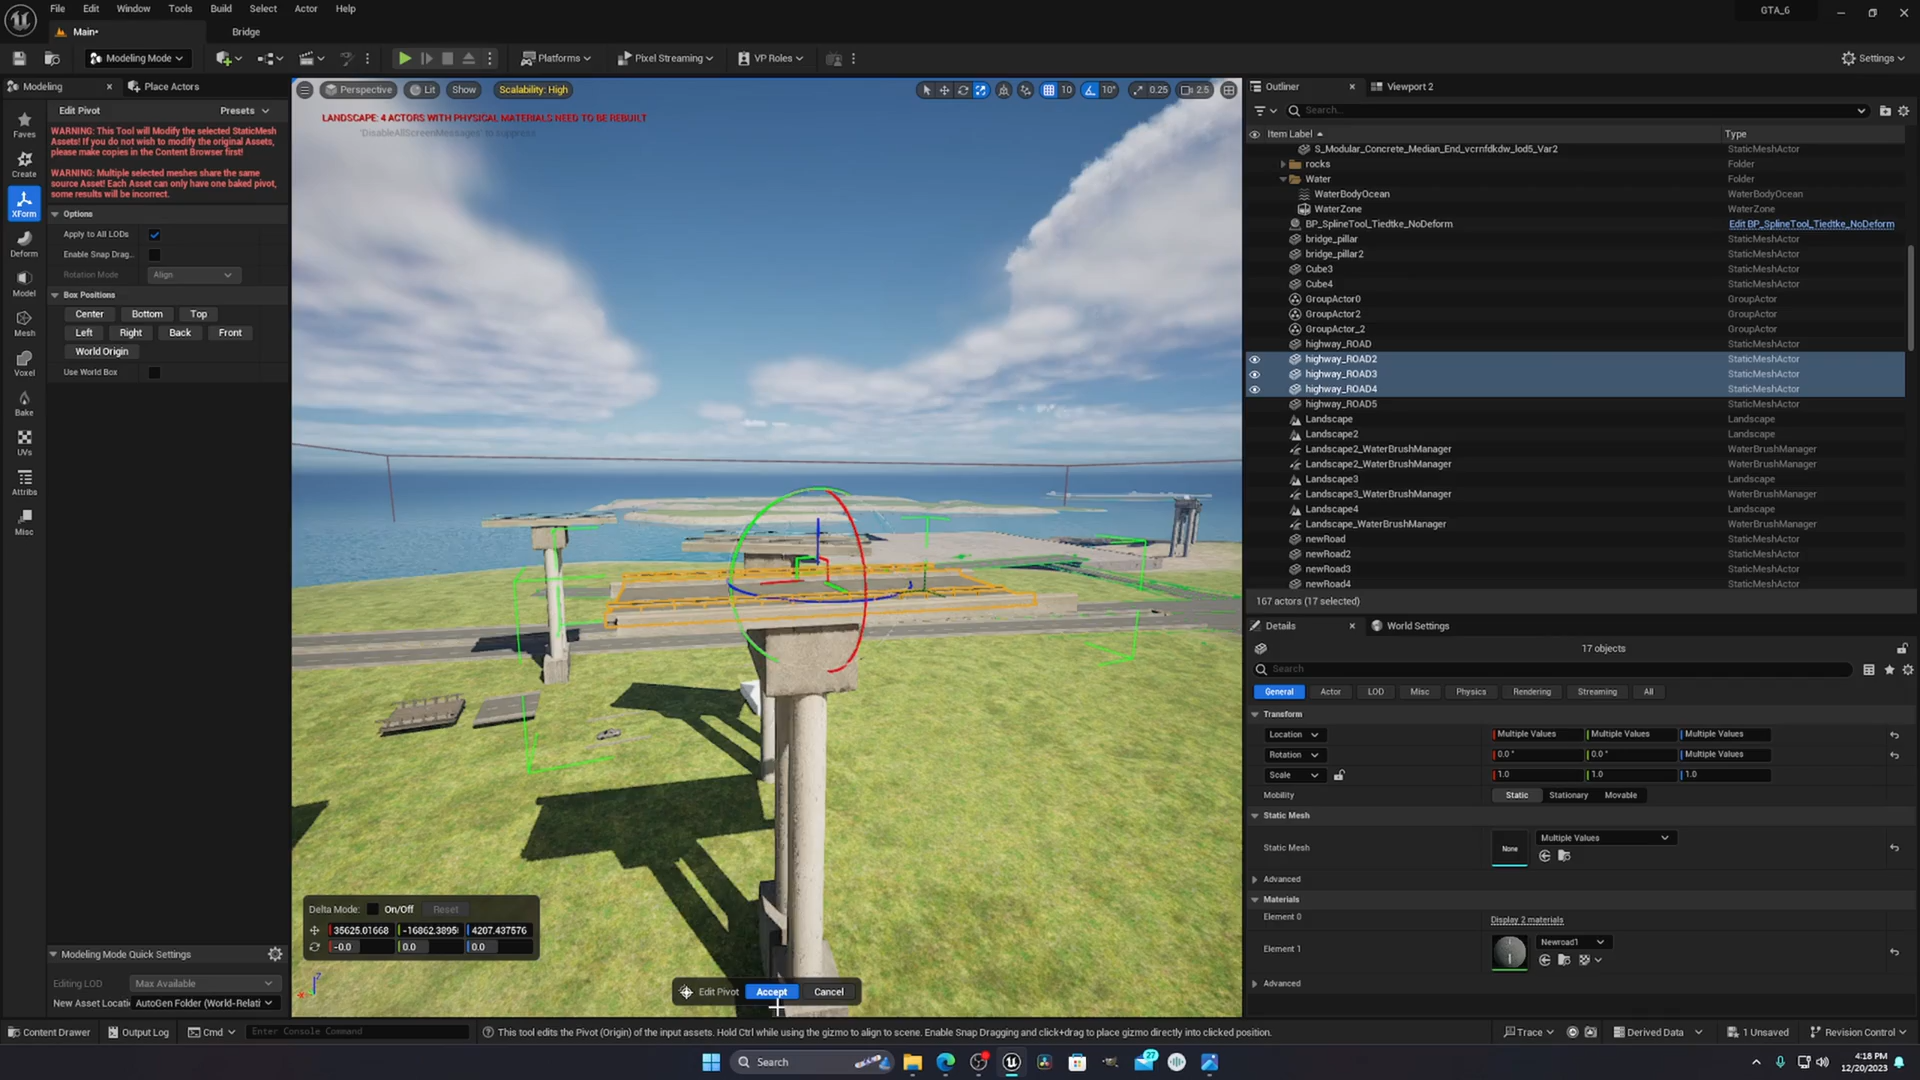 File Edit Window Tools Build Select Actor Help
GTA_6
Main•
Bridge
Modeling Mode
Platforms
Pixel Streaming
VP Roles
Settings
Modeling
Place Actors
Edit Pivot
Presets
WARNING: This Tool will Modify the selected StaticMesh
Assets! If you do not wish to modify the original Assets,
please make copies in the Content Browser first!
WARNING: Multiple selected meshes share the same
source Asset! Each Asset can only have one baked pivot,
some results will be incorrect.
Options
Apply to All LODs
Enable Snap Drag...
Rotation Mode
Align
Box Positions
Center
Bottom
Top
Left
Right
Back
Front
World Origin
Use World Box
Faves
Create
XForm
Deform
Model
Mesh
Voxel
Bake
UVs
Attribs
Misc
Modeling Mode Quick Settings
Editing LOD
Max Available
New Asset Locati
AutoGen Folder (World-Relati
Perspective
Lit
Show
Scalability: High
10
10°
0.25
2.5
LANDSCAPE: 4 ACTORS WITH PHYSICAL MATERIALS NEED TO BE REBUILT
'DisableAllScreenMessages' to suppress
Delta Mode:
On/Off
Reset
35625.01668
-16862.3895
4207.437576
-0.0
0.0
0.0
Edit Pivot
Accept
Cancel
Outliner
Viewport 2
Search...
Item Label
Type
S_Modular_Concrete_Median_End_vcrnfdkdw_lod5_Var2 StaticMeshActor
rocks Folder
Water Folder
WaterBodyOcean WaterBodyOcean
WaterZone WaterZone
BP_SplineTool_Tiedtke_NoDeform Edit BP_SplineTool_Tiedtke_NoDeform
bridge_pillar StaticMeshActor
bridge_pillar2 StaticMeshActor
Cube3 StaticMeshActor
Cube4 StaticMeshActor
GroupActor0 GroupActor
GroupActor2 GroupActor
GroupActor_2 GroupActor
highway_ROAD StaticMeshActor
highway_ROAD2 StaticMeshActor
highway_ROAD3 StaticMeshActor
highway_ROAD4 StaticMeshActor
highway_ROAD5 StaticMeshActor
Landscape Landscape
Landscape2 Landscape
Landscape2_WaterBrushManager WaterBrushManager
Landscape2_WaterBrushManager WaterBrushManager
Landscape3 Landscape
Landscape3_WaterBrushManager WaterBrushManager
Landscape4 Landscape
Landscape_WaterBrushManager WaterBrushManager
newRoad StaticMeshActor
newRoad2 StaticMeshActor
newRoad3 StaticMeshActor
newRoad4 StaticMeshActor
167 actors (17 selected)
Details
World Settings
17 objects
Search
General
Actor
LOD
Misc
Physics
Rendering
Streaming
All
Transform
Location
Multiple Values
Multiple Values
Multiple Values
Rotation
0.0 °
0.0 °
Multiple Values
Scale
1.0
1.0
1.0
Mobility
Static
Stationary
Movable
Static Mesh
Static Mesh
None
Multiple Values
Advanced
Materials
Element 0
Display 2 materials
Element 1
Newroad1
Advanced
Content Drawer
Output Log
Cmd
Enter Console Command
This tool edits the Pivot (Origin) of the input assets. Hold Ctrl while using the gizmo to align to scene. Enable Snap Dragging and click+drag to place gizmo directly into clicked position.
Trace
Derived Data
1 Unsaved
Revision Control
Search
27
4:18 PM
12/20/2023